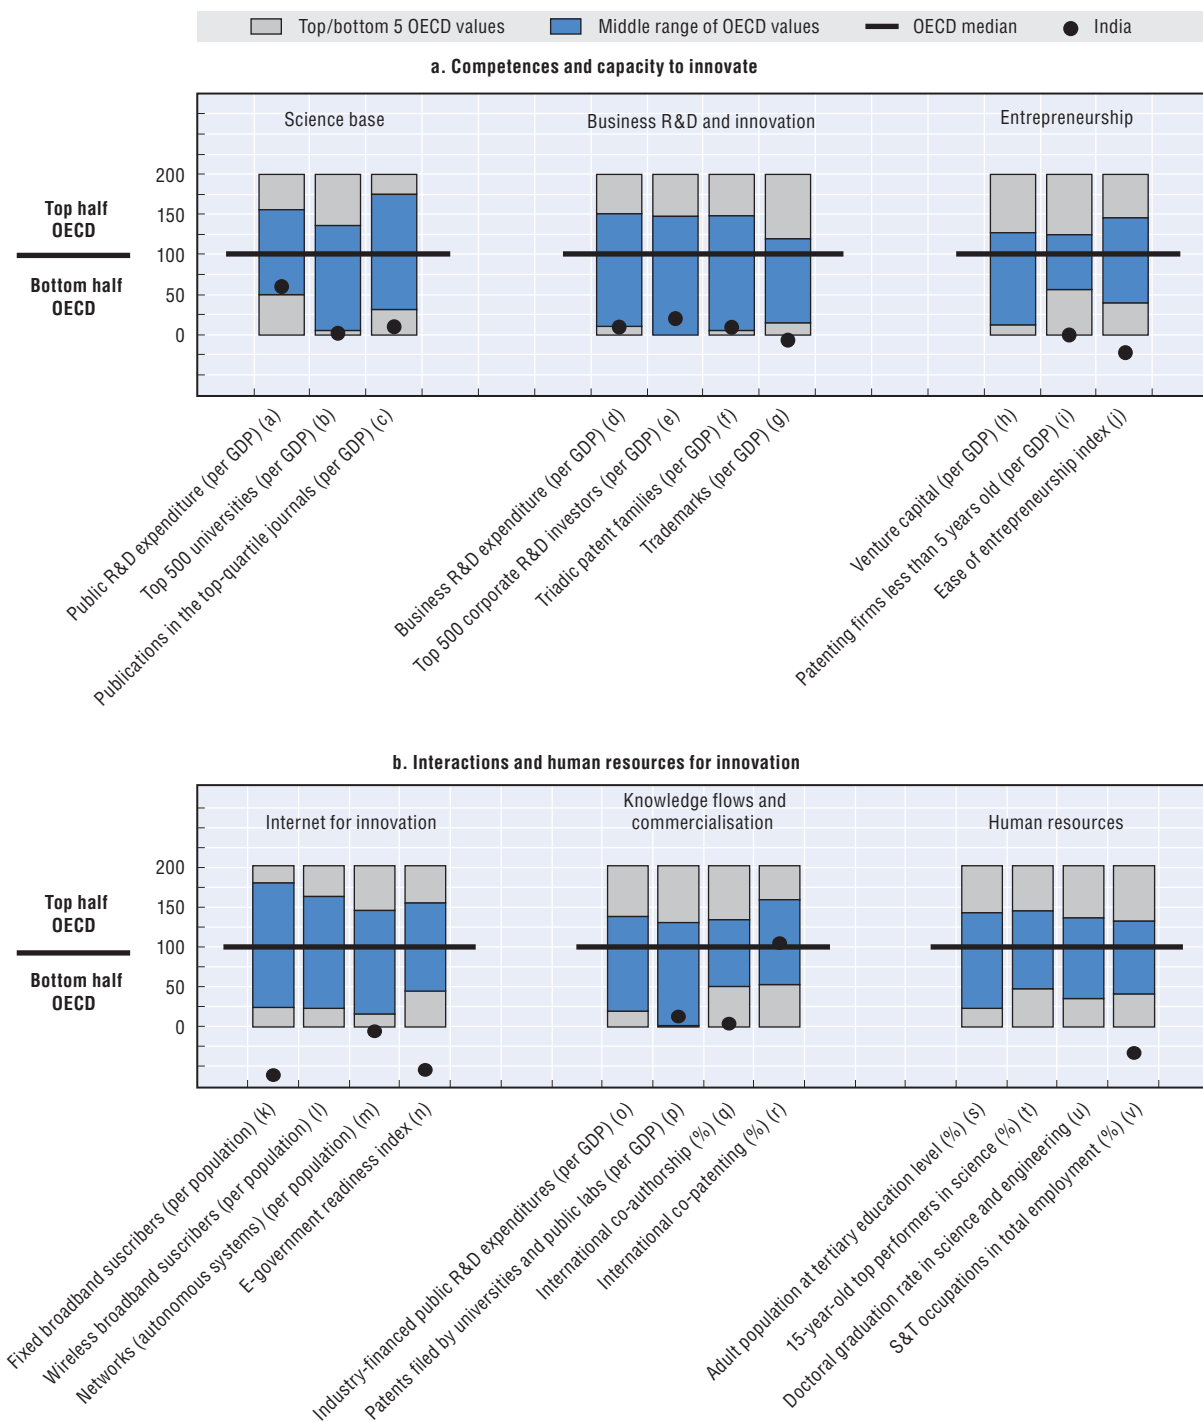 Top/bottom 5 OECD values Middle range of OECD values OECD median India
a. Competences and capacity to innovate
Science base Business R&D and innovation Entrepreneurship
200
150
100
50
0
Top half
OECD
Bottom half
OECD
Public R&D expenditure (per GDP) (a)
Top 500 universities (per GDP) (b)
Publications in the top-quartile journals (per GDP) (c)
Business R&D expenditure (per GDP) (d)
Top 500 corporate R&D investors (per GDP) (e)
Triadic patent families (per GDP) (f)
Trademarks (per GDP) (g)
Venture capital (per GDP) (h)
Patenting firms less than 5 years old (per GDP) (i)
Ease of entrepreneurship index (j)
b. Interactions and human resources for innovation
Internet for innovation
Knowledge flows and
commercialisation
Human resources
200
150
100
50
0
Top half
OECD
Bottom half
OECD
Fixed broadband suscribers (per population) (k)
Wireless broadband suscribers (per population) (l)
Networks (autonomous systems) (per population) (m)
E-government readiness index (n)
Industry-financed public R&D expenditures (per GDP) (o)
Patents filed by universities and public labs (per GDP) (p)
International co-authorship (%) (q)
International co-patenting (%) (r)
Adult population at tertiary education level (%) (s)
15-year-old top performers in science (%) (t)
Doctoral graduation rate in science and engineering (u)
S&T occupations in total employment (%) (v)